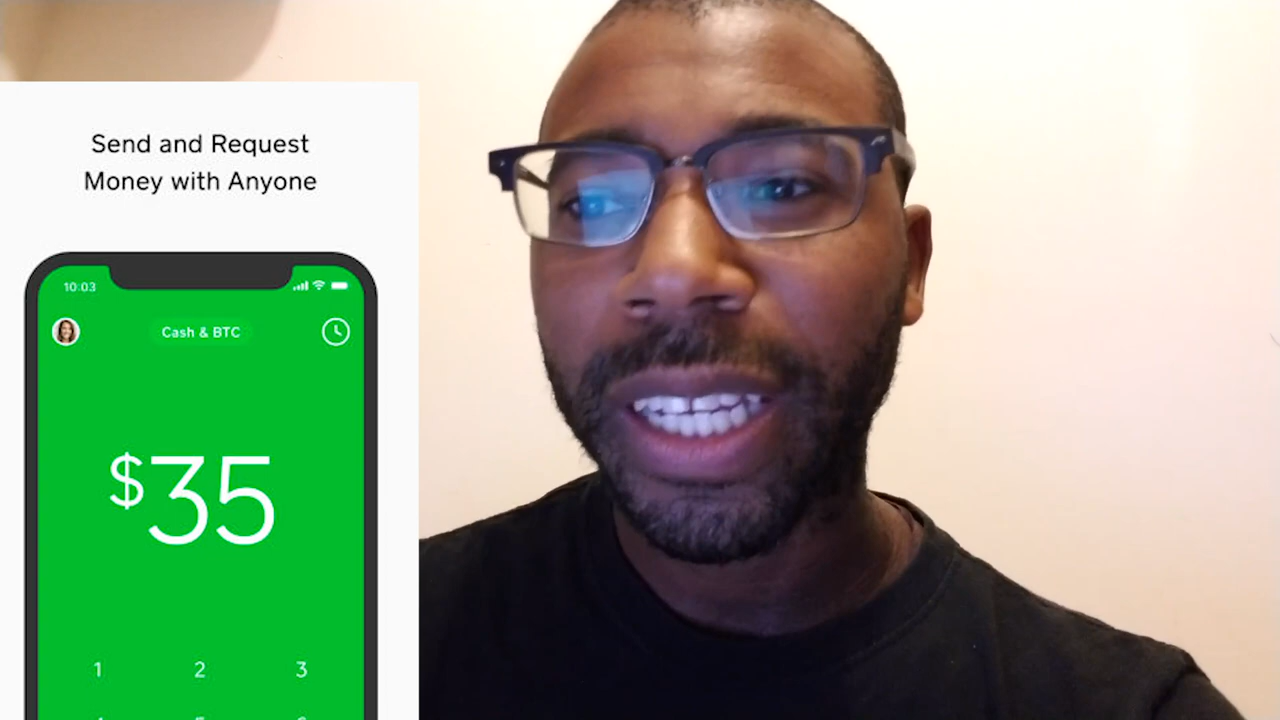 Send and Request
Money with Anyone
10:03
Cash & BTC
$35
1 2 3